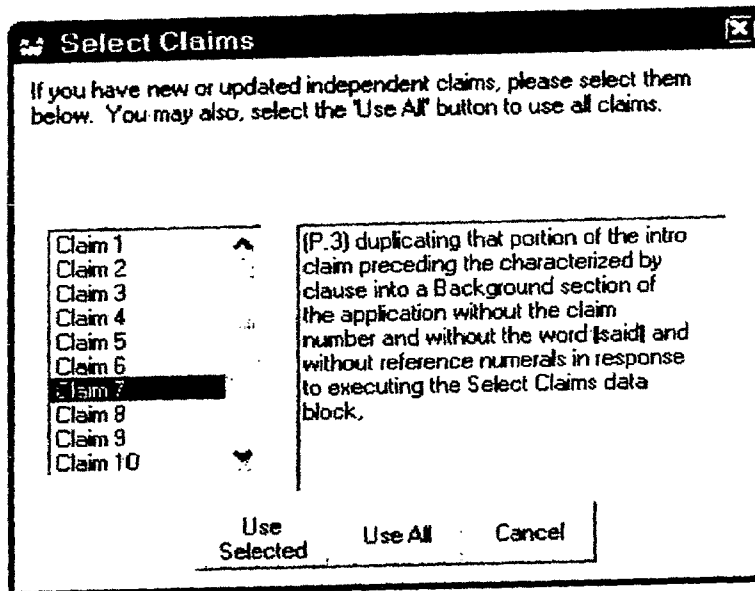 Select Claims
If you have new or updated independent claims, please select them
below. You may also, select the 'Use All' button to use all claims.
Claim 1
Claim 2
Claim 3
Claim 4
Claim 5
Claim 6
Claim 7
Claim 8
Claim 9
Claim 10
(P.3) duplicating that portion of the intro
claim preceding the characterized by
clause into a Background section of
the application without the claim
number and without the word [said] and
without reference numerals in response
to executing the Select Claims data
block,
Use
Selected
Use All
Cancel